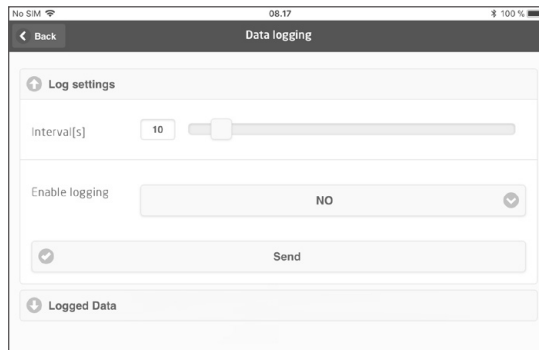 No SIM 08.17 100 %
Back Data logging
Log settings
Interval[s] 10
Enable logging NO
Send
Logged Data